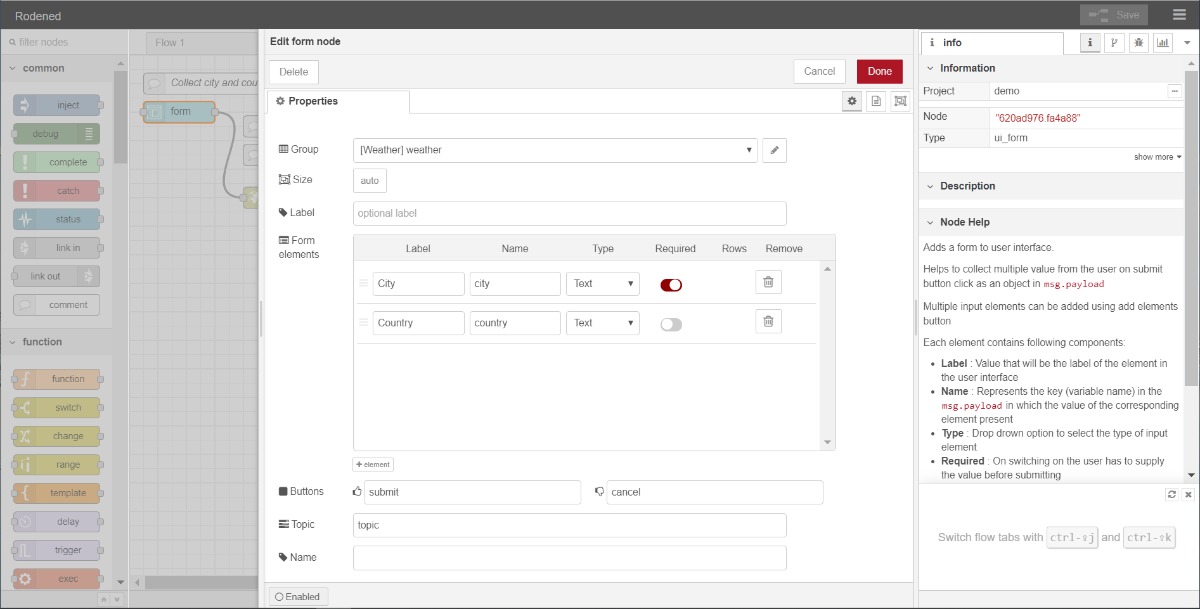 Rodened
Save
filter nodes
common
inject
debug
complete
catch
status
link in
link out
comment
function
function
switch
change
range
template
delay
trigger
exec
Flow 1
Collect city and cou
form
Edit form node
Delete
Cancel
Done
Properties
Group
[Weather] weather
Size
auto
Label
optional label
Form
elements
Label Name Type Required Rows Remove
City city Text
Country country Text
+ element
Buttons
submit
cancel
Topic
topic
Name
Enabled
i info
i
Information
Project demo
...
Node "620ad976.fa4a88"
Type ui_form
show more
Description
Node Help
Adds a form to user interface.
Helps to collect multiple value from the user on submit
button click as an object in msg.payload
Multiple input elements can be added using add elements
button
Each element contains following components:
• Label : Value that will be the label of the element in
the user interface
• Name : Represents the key (variable name) in the
msg.payload in which the value of the corresponding
element present
• Type : Drop drown option to select the type of input
element
• Required : On switching on the user has to supply
the value before submitting
Switch flow tabs with ctrl-⇧j and ctrl-⇧k